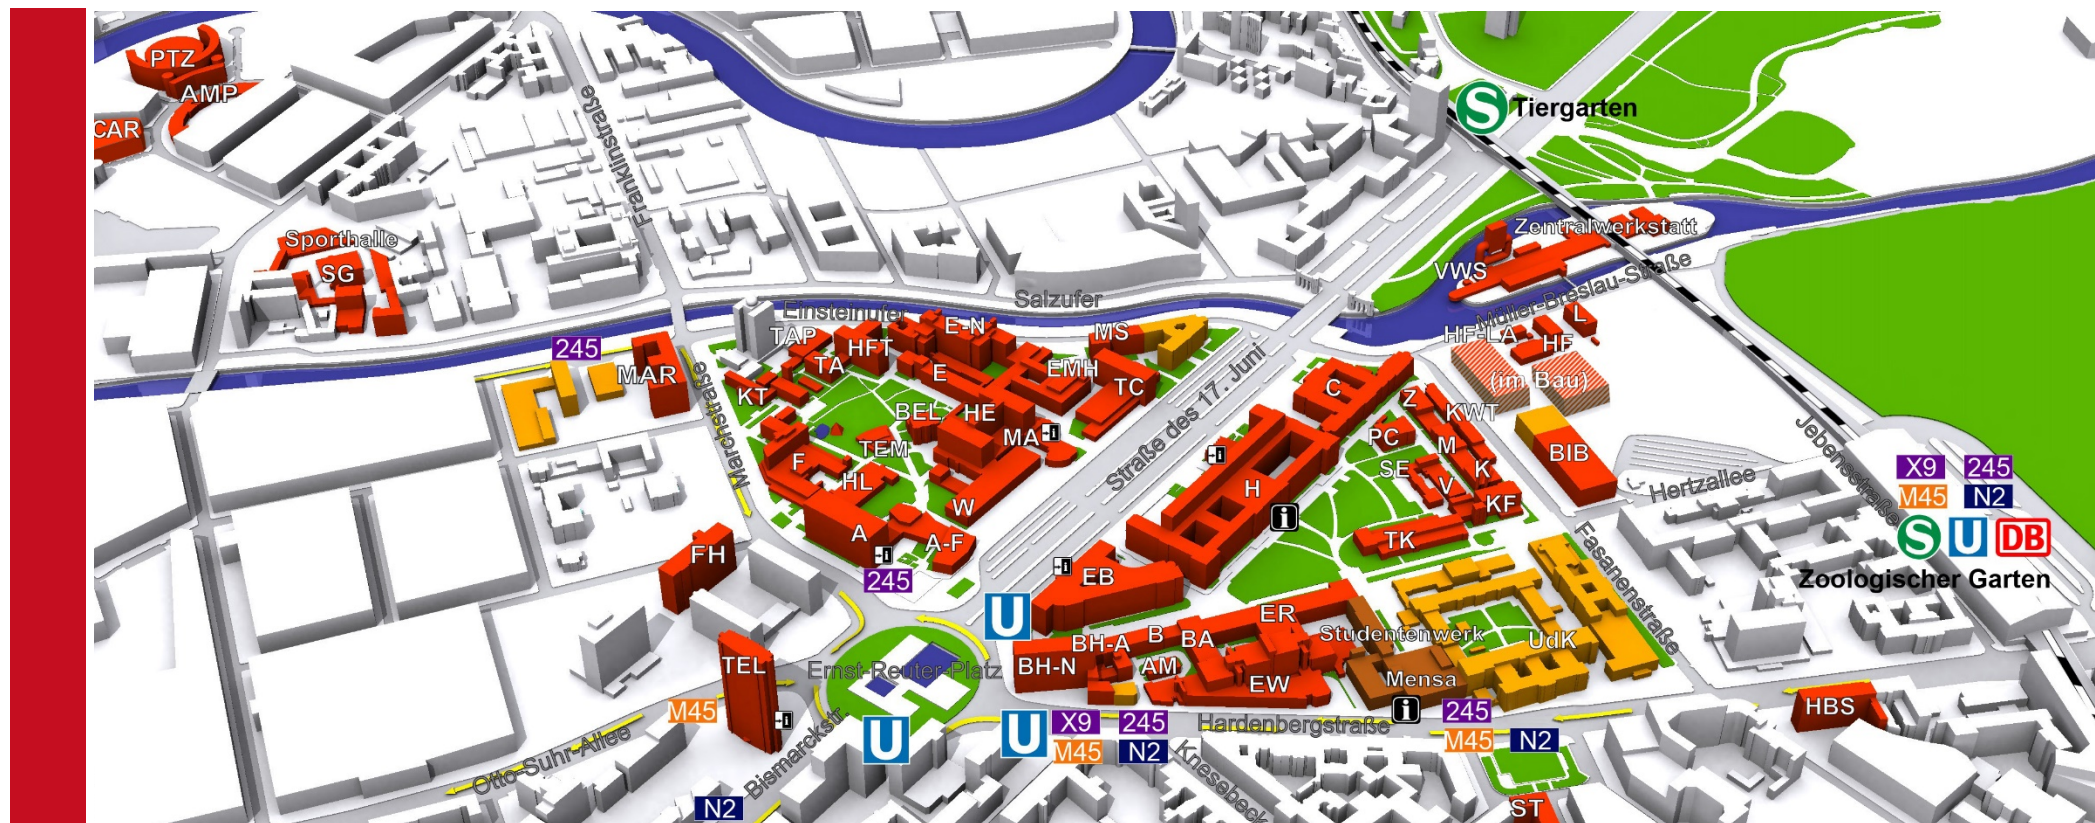 PTZ
AMP
CAR
Franklinstraße
S Tiergarten
Sporthalle
SG
Zentralwerkstatt
VWS
Müller-Breslau-Straße
Salzufer
Einsteinufer
TAP
E-N
MS
HFT
TA
E
EMH
TC
HF-LA
HF
L
245
MAR
Marchstraße
KT
BEL
HE
MA
i
TEM
F
HL
W
A
A-F
i
245
Straße des 17. Juni
(im Bau)
C
Z
KWT
PC
M
SE
K
V
KF
BIB
i
H
i
TK
Hertzallee
Jebensstraße
X9
245
M45
N2
S U DB
Zoologischer Garten
Fasanenstraße
FH
i
EB
U
ER
B
BA
BH-A
BH-N
AM
EW
Studentenwerk
UdK
Mensa
i
TEL
i
M45
Ernst-Reuter-Platz
U
U
X9
245
M45
N2
Hardenbergstraße
245
M45
N2
HBS
Otto-Suhr-Allee
Bismarckstr.
N2
Knesebeck
ST